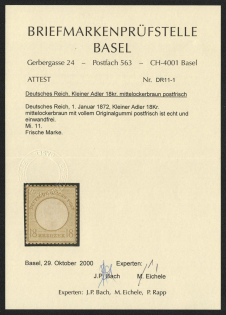 BRIEFMARKENPRÜFSTELLE
BASEL
Gerbergasse 24 – Postfach 563 – CH-4001 Basel
ATTEST Nr. DR11-1
Deutsches Reich, Kleiner Adler 18kr. mittelockerbraun postfrisch
Deutsches Reich, 1. Januar 1872, Kleiner Adler 18Kr.
mittelockerbraun mit vollem Originalgummi postfrisch ist echt und
einwandfrei.
Mi. 11.
Frische Marke.
18 18
Basel, 29. Oktober 2000 Experten:
J.P. Bach M. Eichele
Experten: J.P. Bach, M. Eichele, P. Rapp